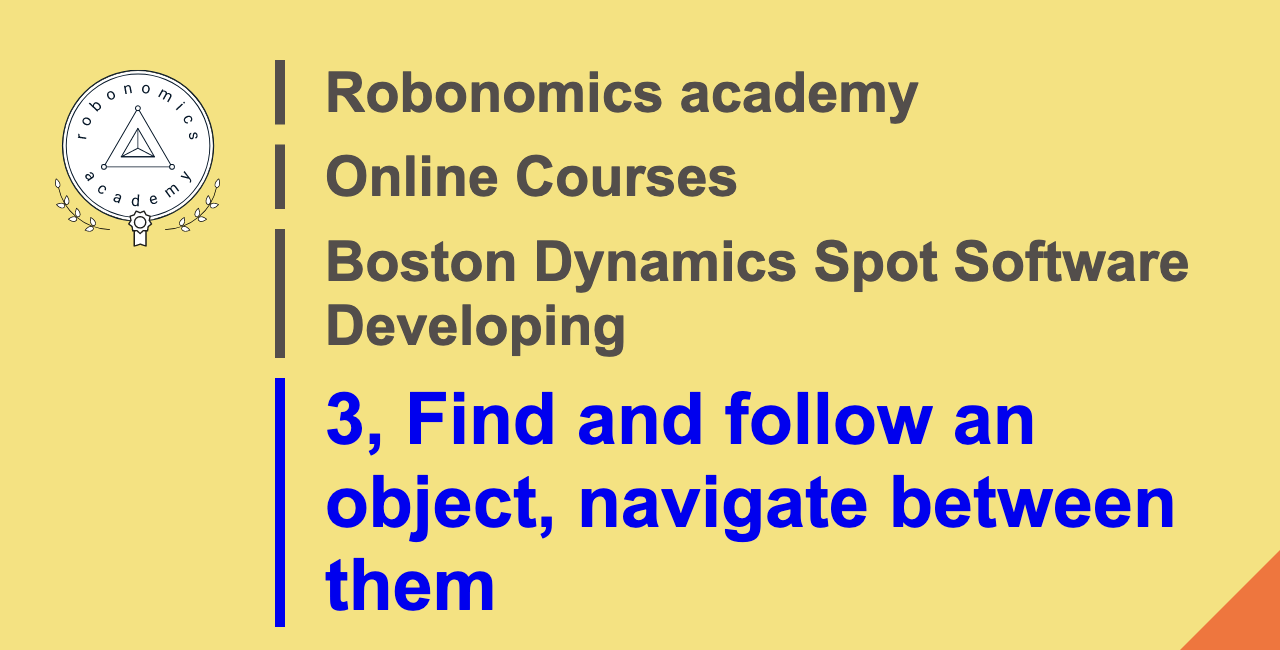 robonomics
academy
Robonomics academy
Online Courses
Boston Dynamics Spot Software
Developing
3, Find and follow an
object, navigate between
them